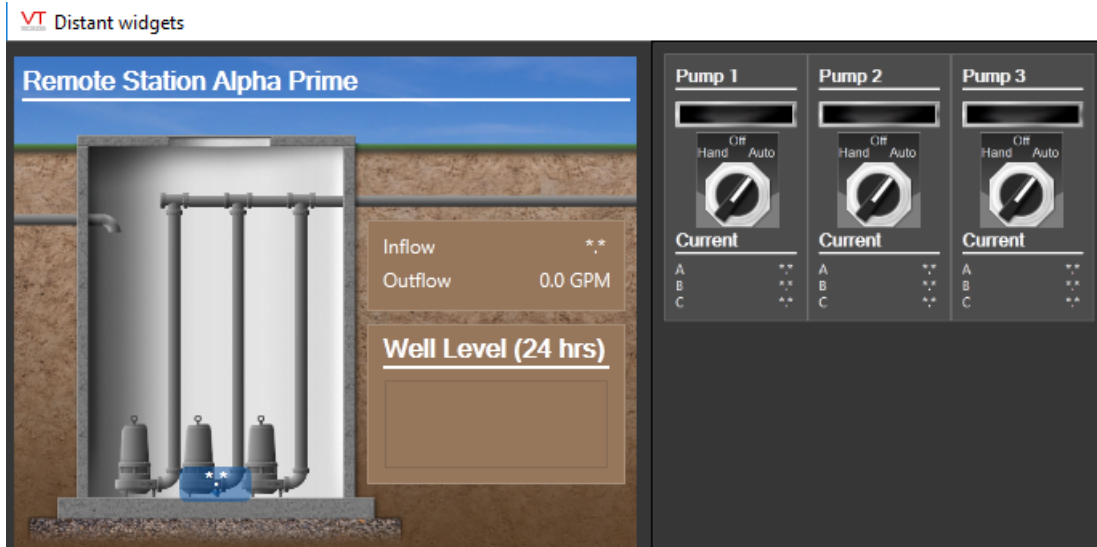 VT Distant widgets
Remote Station Alpha Prime
Inflow *.*
Outflow 0.0 GPM
Well Level (24 hrs)
*.*
Pump 1
Off
Hand Auto
Current
A *.*
B *.*
C *.*
Pump 2
Off
Hand Auto
Current
A *.*
B *.*
C *.*
Pump 3
Off
Hand Auto
Current
A *.*
B *.*
C *.*